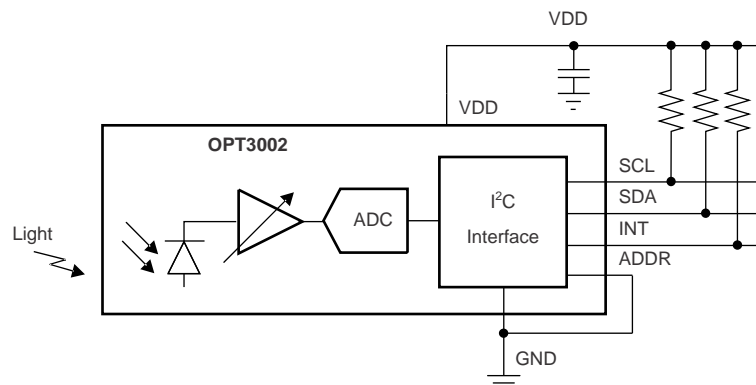 VDD
VDD
OPT3002
SCL
I²C
ADC
SDA
Light
Interface
INT
ADDR
GND